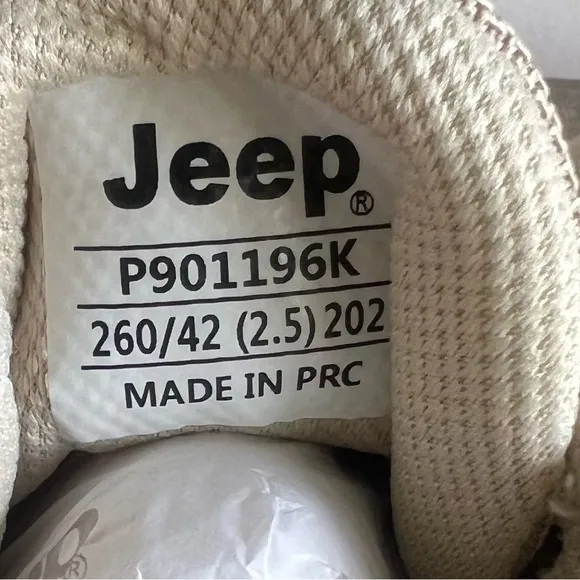 Jeep®
P901196K
260/42 (2.5) 202
MADE IN PRC
®